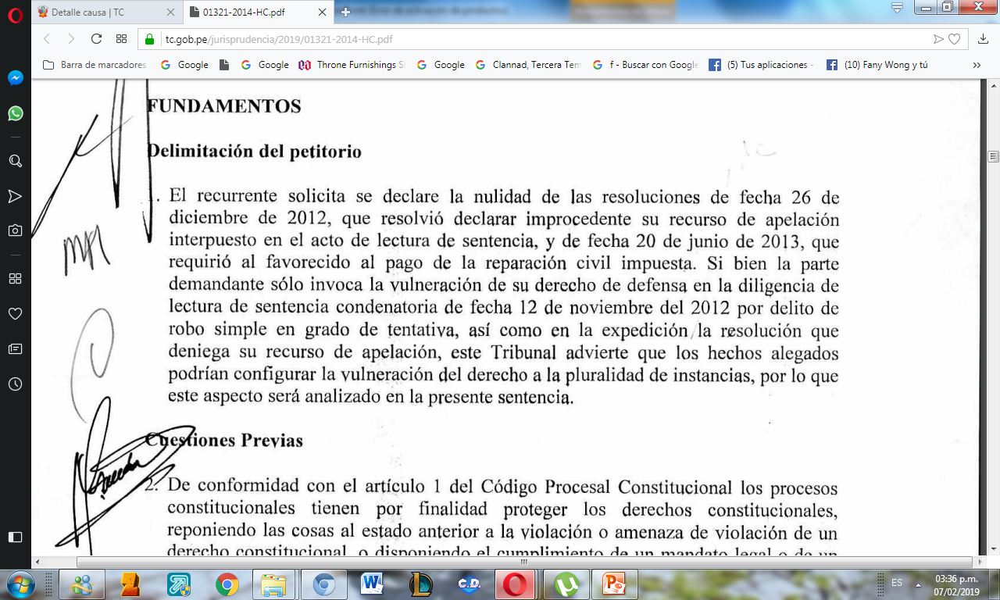 Detalle causa | TC
01321-2014-HC.pdf
tc.gob.pe/jurisprudencia/2019/01321-2014-HC.pdf
Barra de marcadores
Google
Google
Throne Furnishings S
Google
Clannad, Tercera Tem
f - Buscar con Google
(5) Tus aplicaciones -
(10) Fany Wong y tú
FUNDAMENTOS
Delimitación del petitorio
1. El recurrente solicita se declare la nulidad de las resoluciones de fecha 26 de
diciembre de 2012, que resolvió declarar improcedente su recurso de apelación
interpuesto en el acto de lectura de sentencia, y de fecha 20 de junio de 2013, que
requirió al favorecido al pago de la reparación civil impuesta. Si bien la parte
demandante sólo invoca la vulneración de su derecho de defensa en la diligencia de
lectura de sentencia condenatoria de fecha 12 de noviembre del 2012 por delito de
robo simple en grado de tentativa, así como en la expedición la resolución que
deniega su recurso de apelación, este Tribunal advierte que los hechos alegados
podrían configurar la vulneración del derecho a la pluralidad de instancias, por lo que
este aspecto será analizado en la presente sentencia.
Cuestiones Previas
2. De conformidad con el artículo 1 del Código Procesal Constitucional los procesos
constitucionales tienen por finalidad proteger los derechos constitucionales,
reponiendo las cosas al estado anterior a la violación o amenaza de violación de un
derecho constitucional, o disponiendo el cumplimiento de un mandato legal o de un
C.D.
ES
03:36 p.m.
07/02/2019